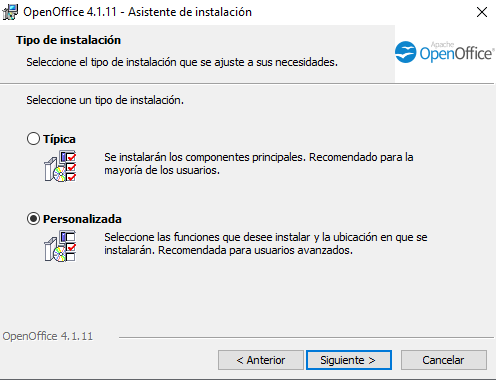 OpenOffice 4.1.11 - Asistente de instalación
Tipo de instalación
Seleccione el tipo de instalación que se ajuste a sus necesidades.
Apache
OpenOffice
Seleccione un tipo de instalación.
Típica
Se instalarán los componentes principales. Recomendado para la
mayoría de los usuarios.
Personalizada
Seleccione las funciones que desee instalar y la ubicación en que se
instalarán. Recomendada para usuarios avanzados.
OpenOffice 4.1.11
< Anterior
Siguiente >
Cancelar